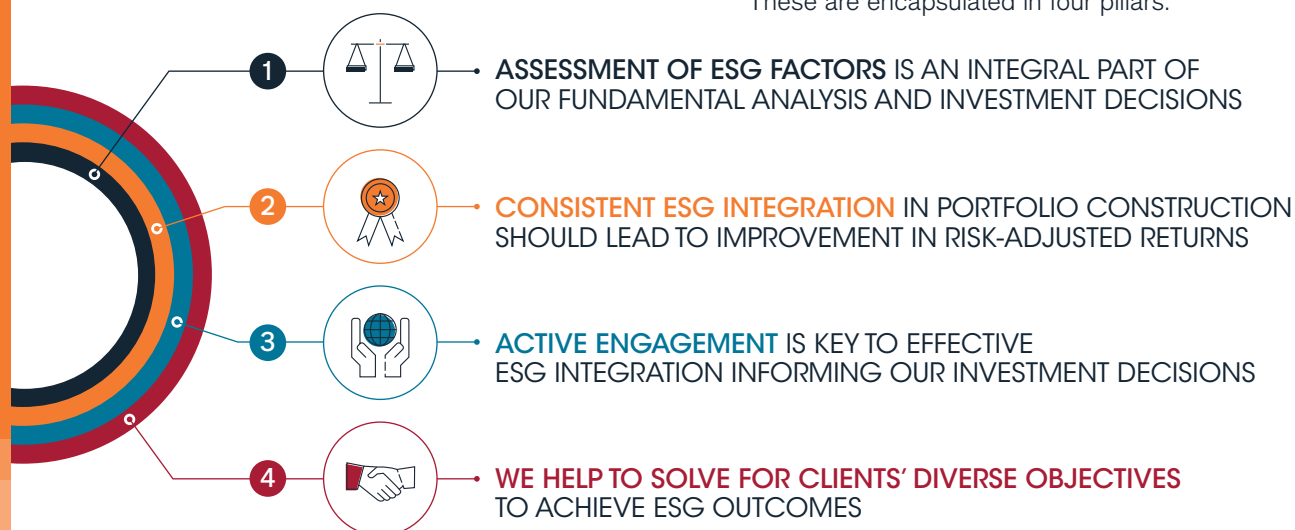 These are encapsulated in four pillars.
1
ASSESSMENT OF ESG FACTORS IS AN INTEGRAL PART OF
OUR FUNDAMENTAL ANALYSIS AND INVESTMENT DECISIONS
2
CONSISTENT ESG INTEGRATION IN PORTFOLIO CONSTRUCTION
SHOULD LEAD TO IMPROVEMENT IN RISK-ADJUSTED RETURNS
3
ACTIVE ENGAGEMENT IS KEY TO EFFECTIVE
ESG INTEGRATION INFORMING OUR INVESTMENT DECISIONS
4
WE HELP TO SOLVE FOR CLIENTS’ DIVERSE OBJECTIVES
TO ACHIEVE ESG OUTCOMES